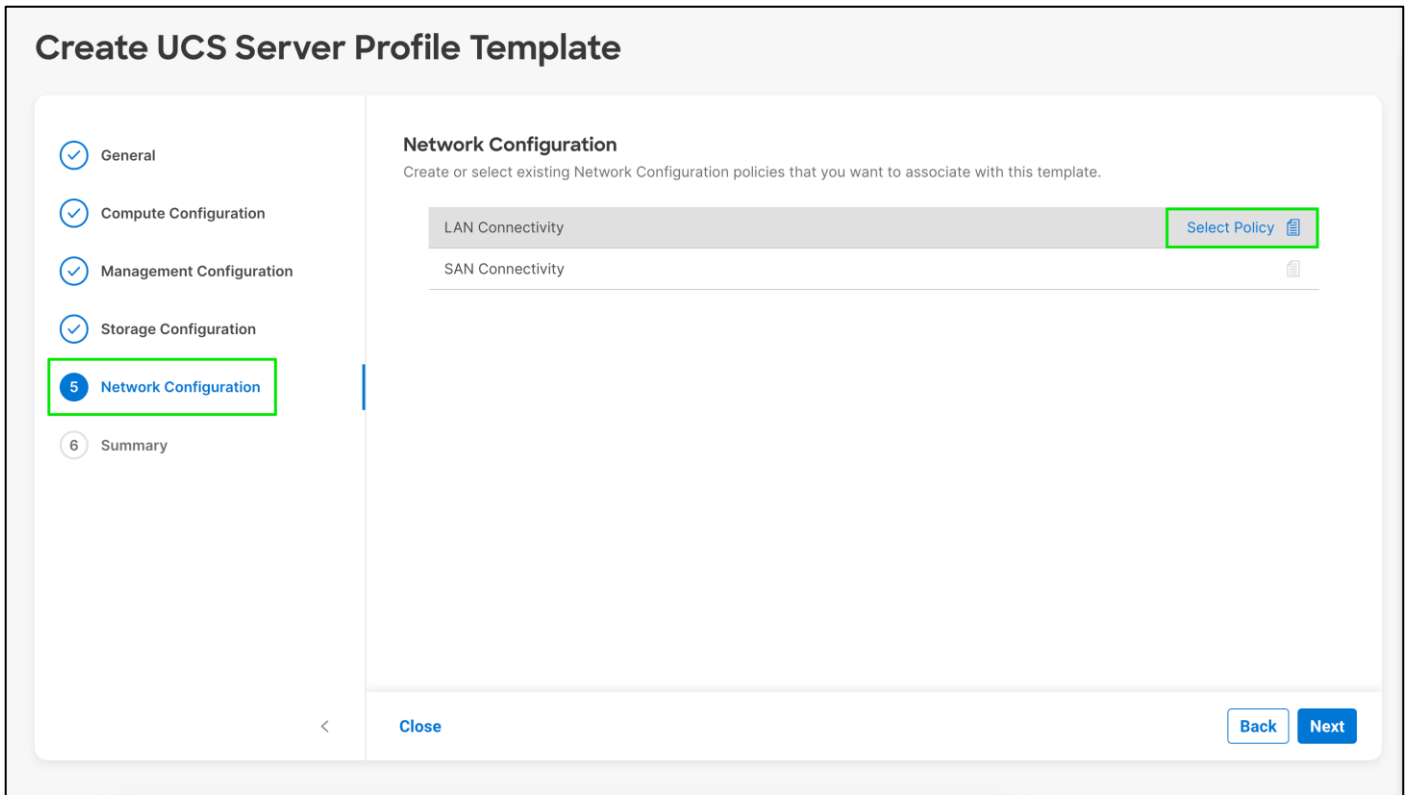 Create UCS Server Profile Template
General
Compute Configuration
Management Configuration
Storage Configuration
5 Network Configuration
6 Summary
Network Configuration
Create or select existing Network Configuration policies that you want to associate with this template.
LAN Connectivity Select Policy
SAN Connectivity
Close Back Next